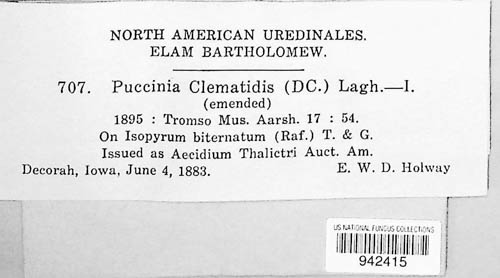 NORTH AMERICAN UREDINALES.
ELAM BARTHOLOMEW.
707. Puccinia Clematidis (DC.) Lagh.—I.
(emended)
1895 : Tromso Mus. Aarsh. 17 : 54.
On Isopyrum biternatum (Raf.) T. & G.
Issued as Aecidium Thalictri Auct. Am.
Decorah, Iowa, June 4, 1883. E. W. D. Holway
US NATIONAL FUNGUS COLLECTIONS
942415